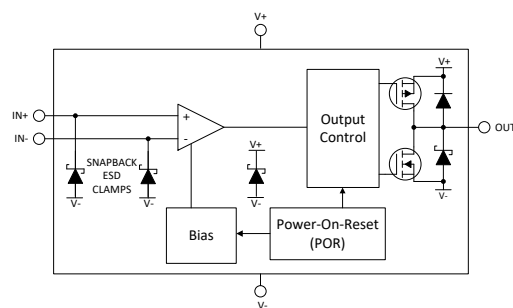 V+
IN+
IN-
+
-
SNAPBACK
ESD
CLAMPS
V-
V-
V+
V-
Output
Control
V+
V-
OUT
Bias
Power-On-Reset
(POR)
V-